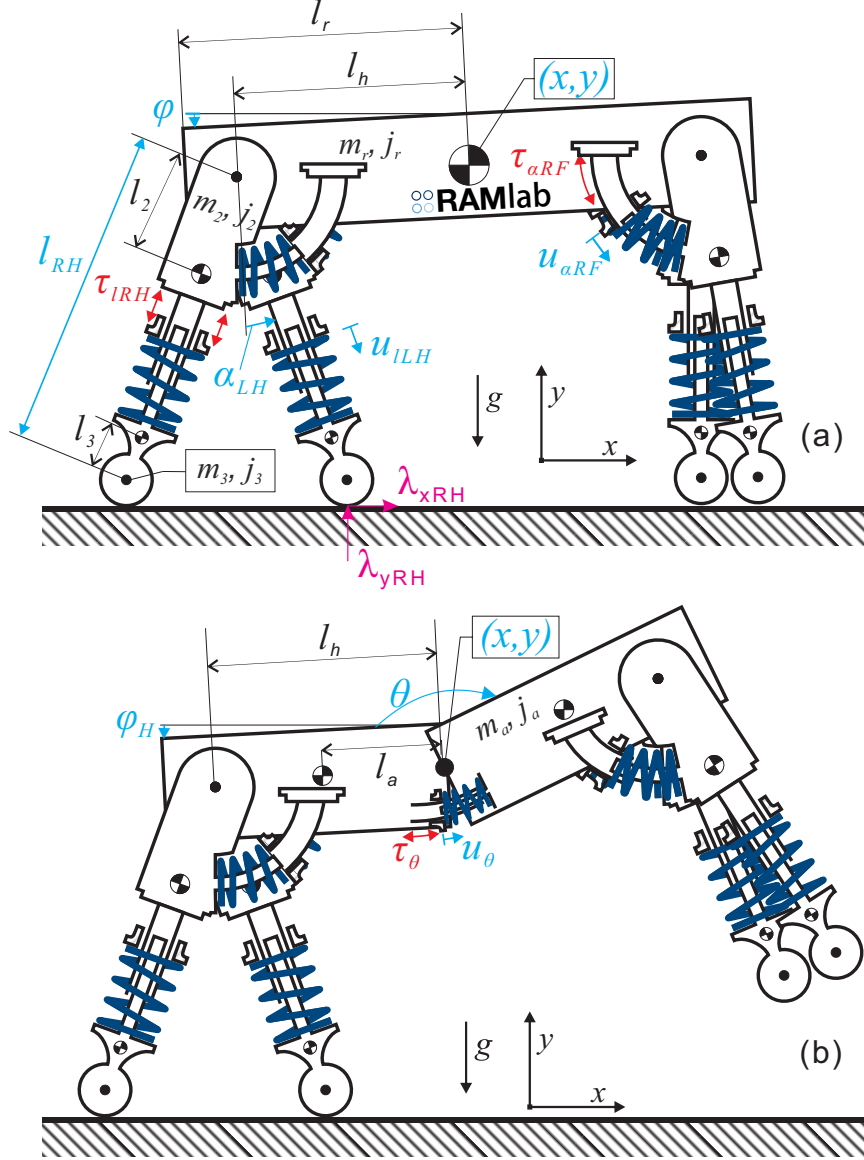 l_r
l_h
(x,y)
φ
m_r, j_r
τ_αRF
l_2
m_2, j_2
RAMlab
l_RH
u_αRF
τ_lRH
u_lLH
α_LH
g
y
x
l_3
(a)
m_3, j_3
λ_xRH
λ_yRH
l_h
(x,y)
θ
φ_H
m_a, j_a
l_a
τ_θ
u_θ
g
y
x
(b)